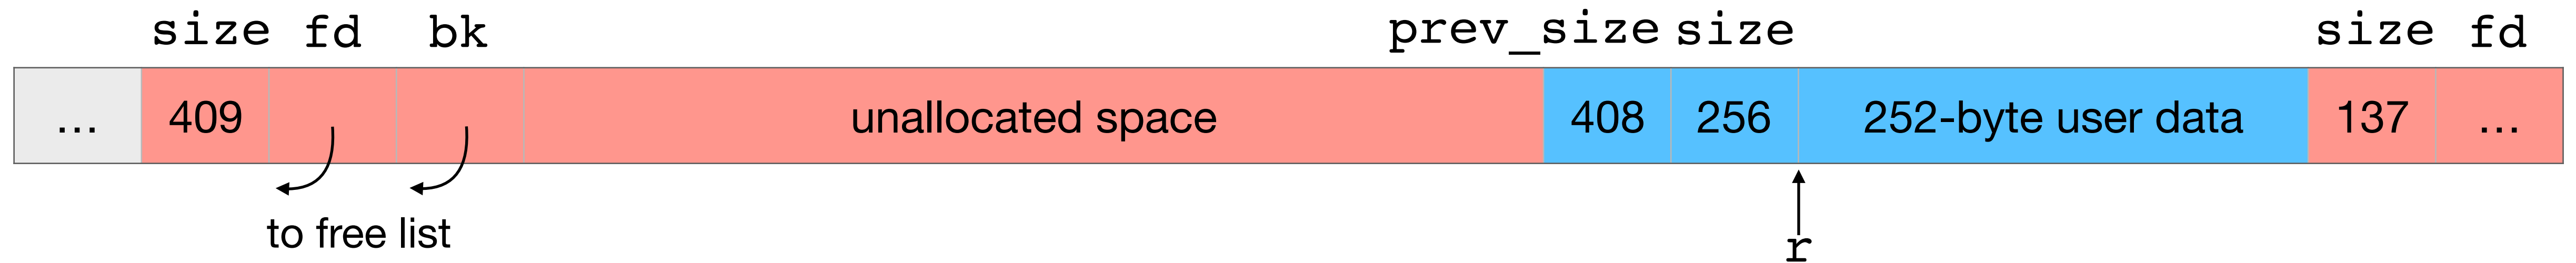 size fd bk prev_size size size fd
... 409 unallocated space 408 256 252-byte user data 137 ...
to free list
r